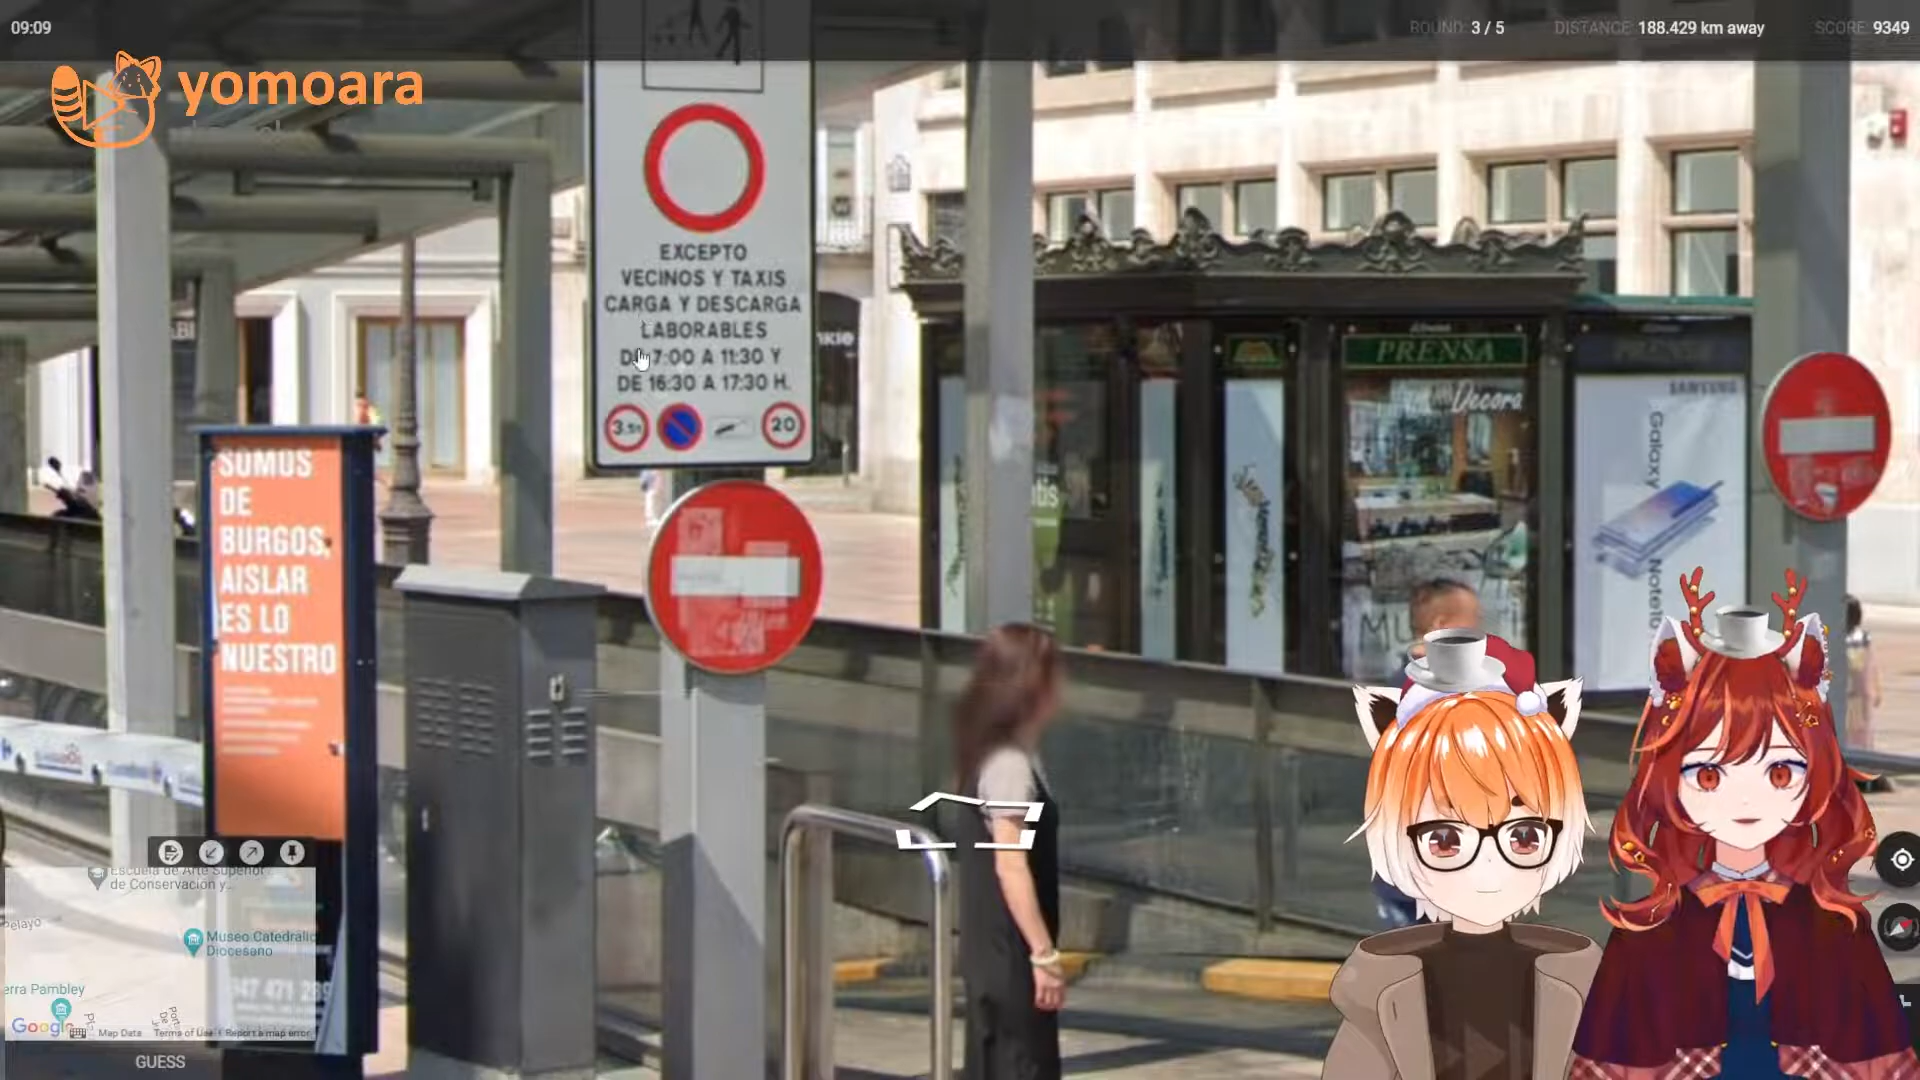 09:09
ROUND: 3 / 5
DISTANCE: 188.429 km away
SCORE: 9349
yomoara
EXCEPTO
VECINOS Y TAXIS
CARGA Y DESCARGA
LABORABLES
DE 7:00 A 11:30 Y
DE 16:30 A 17:30 H.
3.5t
20
PRENSA
Decora
SAMSUNG
Galaxy Note10
SOMOS
DE
BURGOS,
AISLAR
ES LO
NUESTRO
Escuela de Arte Superior
de Conservación y...
Museo Catedralic
Diocesano
erra Pambley
Google
Map Data
Terms of Use
Report a map error
GUESS